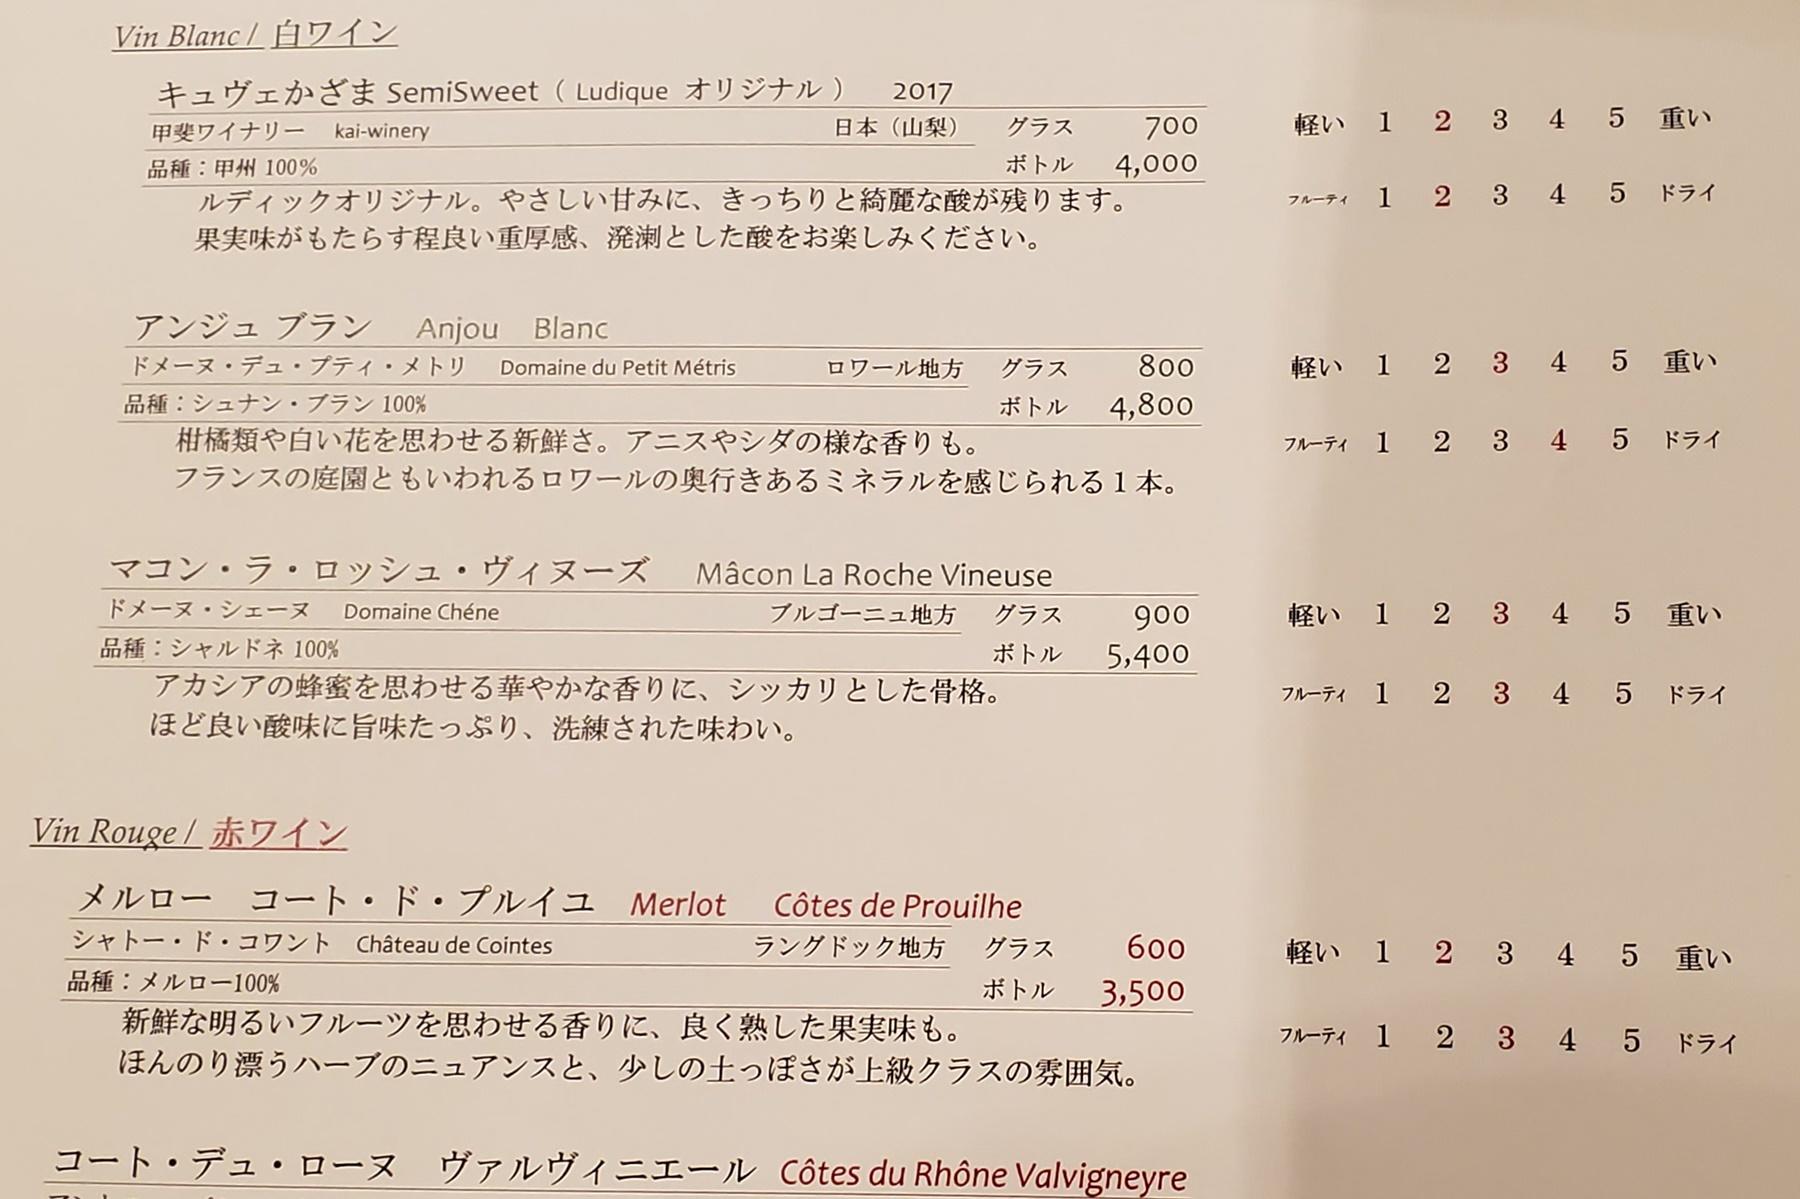 Vin Blanc / 白ワイン
キュヴェかざま SemiSweet（ Ludique オリジナル ） 2017
甲斐ワイナリー kai-winery 日本（山梨） グラス 700 軽い 1 2 3 4 5 重い
品種：甲州 100% ボトル 4,000
ルディックオリジナル。やさしい甘みに、きっちりと綺麗な酸が残ります。 フルーティ 1 2 3 4 5 ドライ
果実味がもたらす程良い重厚感、溌溂とした酸をお楽しみください。
アンジュ ブラン Anjou Blanc
ドメーヌ・デュ・プティ・メトリ Domaine du Petit Métris ロワール地方 グラス 800 軽い 1 2 3 4 5 重い
品種：シュナン・ブラン 100% ボトル 4,800
柑橘類や白い花を思わせる新鮮さ。アニスやシダの様な香りも。 フルーティ 1 2 3 4 5 ドライ
フランスの庭園ともいわれるロワールの奥行きあるミネラルを感じられる１本。
マコン・ラ・ロッシュ・ヴィヌーズ Mâcon La Roche Vineuse
ドメーヌ・シェーヌ Domaine Chéne ブルゴーニュ地方 グラス 900 軽い 1 2 3 4 5 重い
品種：シャルドネ 100% ボトル 5,400
アカシアの蜂蜜を思わせる華やかな香りに、シッカリとした骨格。 フルーティ 1 2 3 4 5 ドライ
ほど良い酸味に旨味たっぷり、洗練された味わい。
Vin Rouge / 赤ワイン
メルロー コート・ド・プルイユ Merlot Côtes de Prouilhe
シャトー・ド・コワント Château de Cointes ラングドック地方 グラス 600 軽い 1 2 3 4 5 重い
品種：メルロー100% ボトル 3,500
新鮮な明るいフルーツを思わせる香りに、良く熟した果実味も。 フルーティ 1 2 3 4 5 ドライ
ほんのり漂うハーブのニュアンスと、少しの土っぽさが上級クラスの雰囲気。
コート・デュ・ローヌ ヴァルヴィニエール Côtes du Rhône Valvigneyre